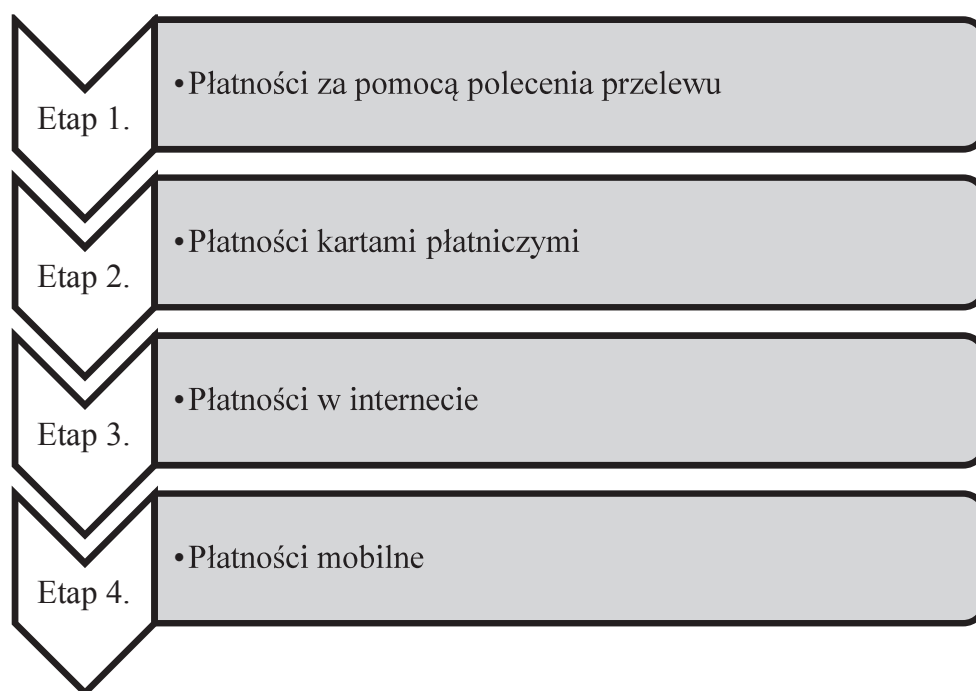 Etap 1.
•Płatności za pomocą polecenia przelewu
Etap 2.
•Płatności kartami płatniczymi
Etap 3.
•Płatności w internecie
Etap 4.
•Płatności mobilne